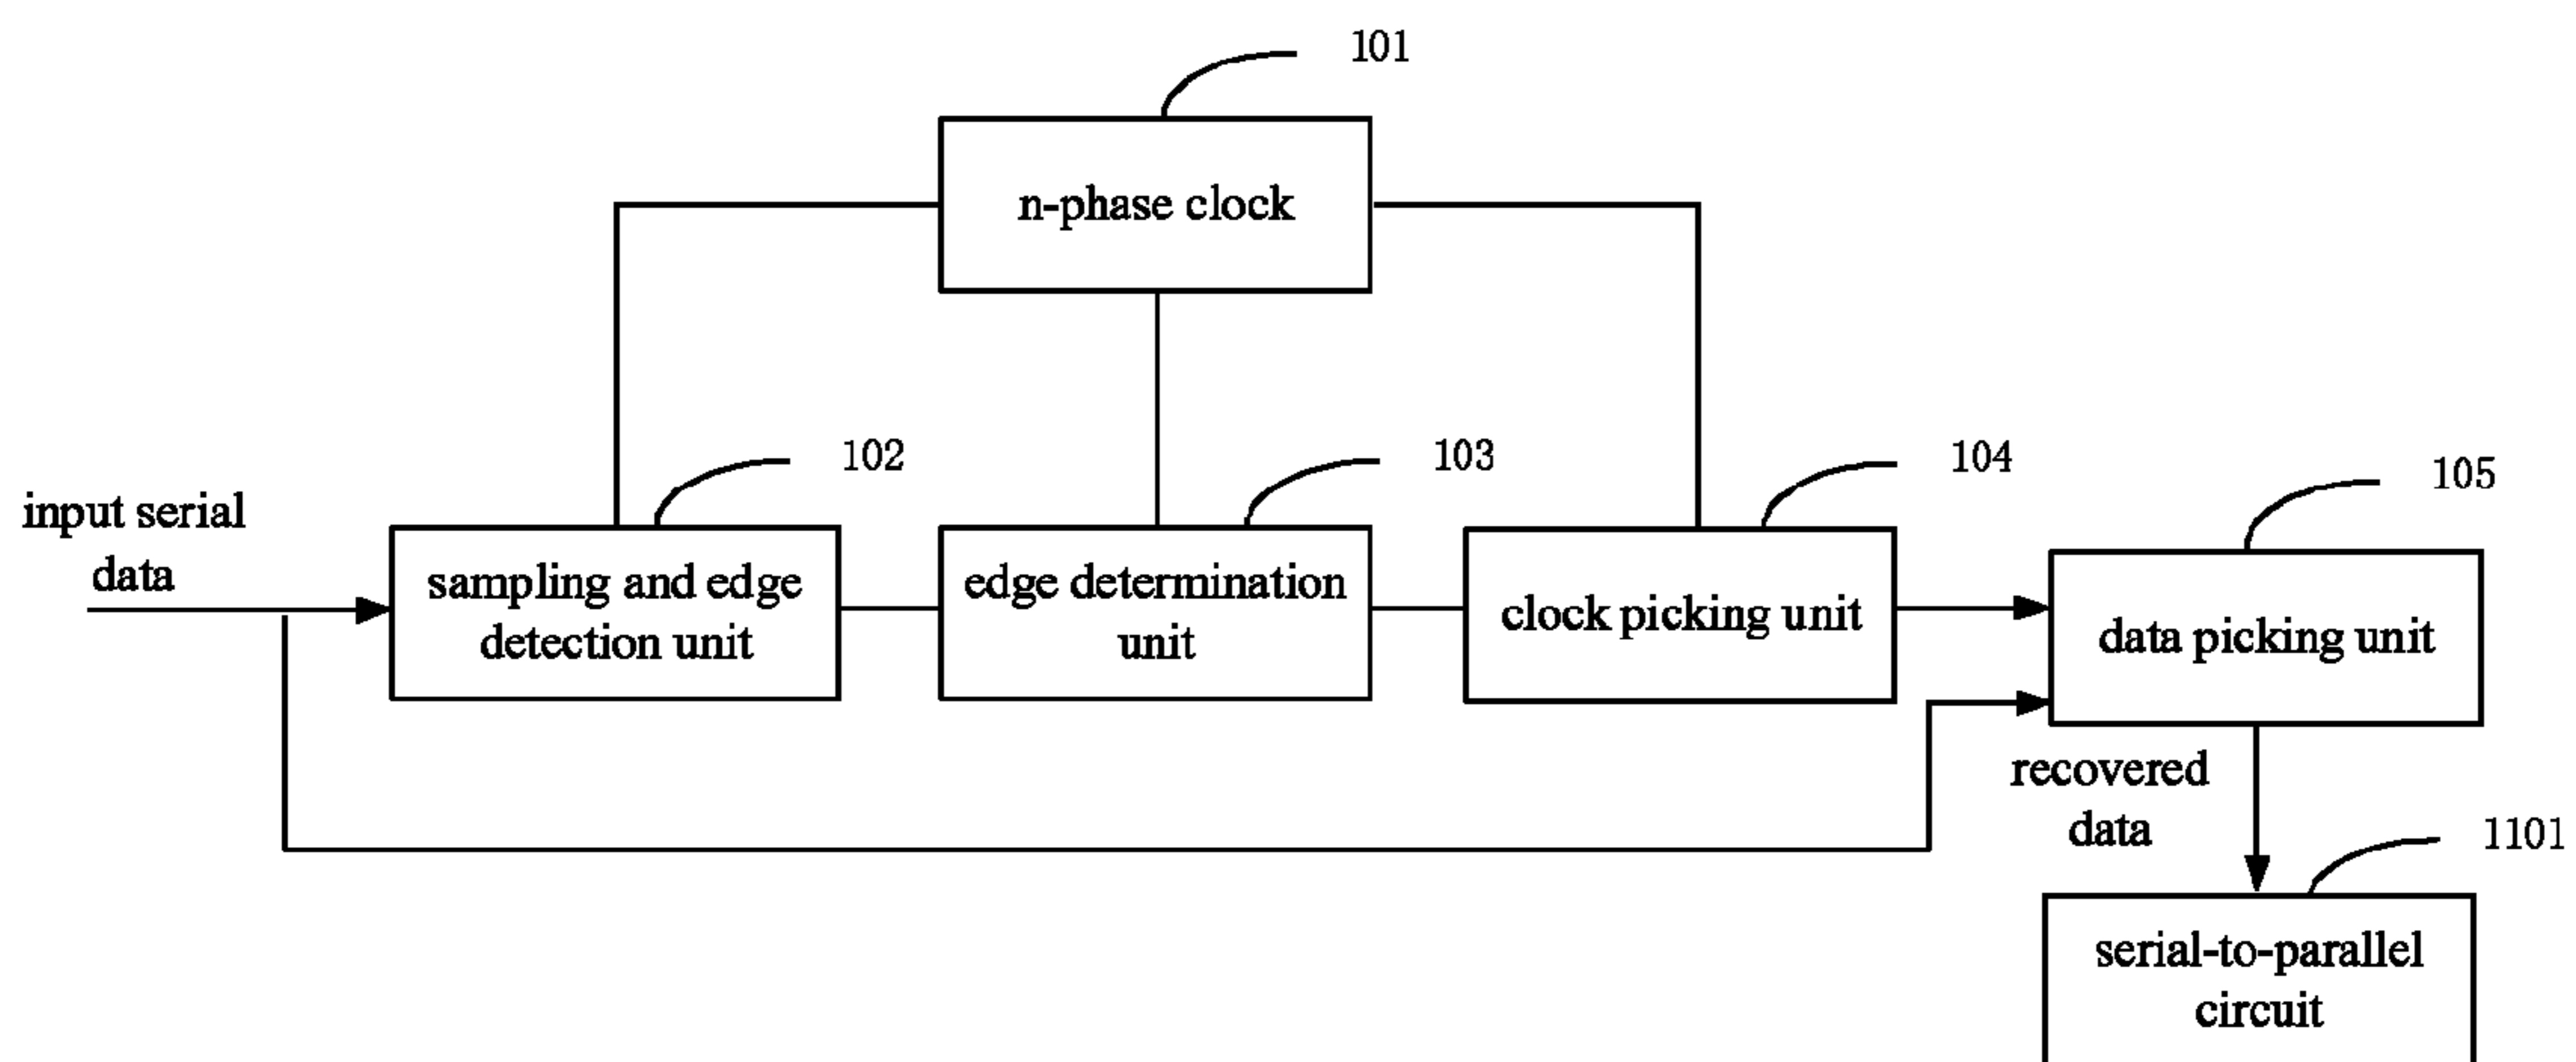 101
n-phase clock
102
103
104
105
input serial
data
sampling and edge
detection unit
edge determination
unit
clock picking unit
data picking unit
recovered
data
1101
serial-to-parallel
circuit